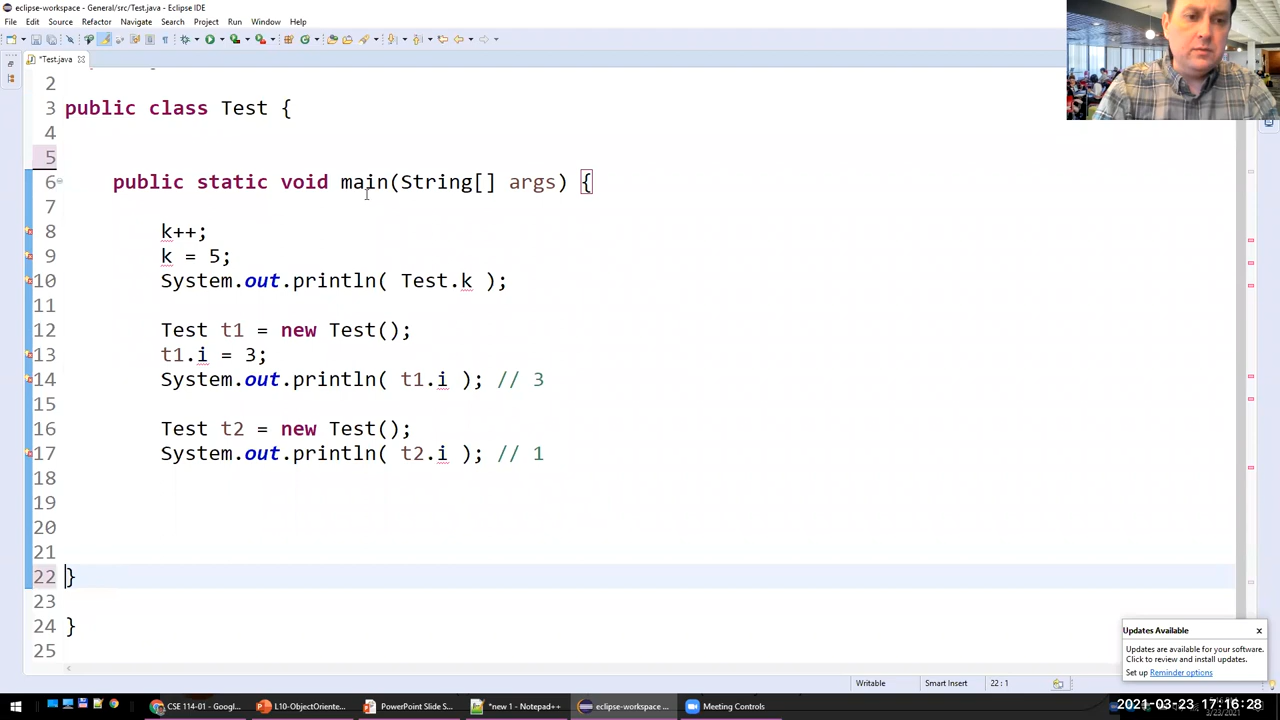 eclipse-workspace - General/src/Test.java - Eclipse IDE
File Edit Source Refactor Navigate Search Project Run Window Help
*Test.java
2
3 public class Test {
4
5
6 public static void main(String[] args) {
7
8 k++;
9 k = 5;
10 System.out.println( Test.k );
11
12 Test t1 = new Test();
13 t1.i = 3;
14 System.out.println( t1.i ); // 3
15
16 Test t2 = new Test();
17 System.out.println( t2.i ); // 1
18
19
20
21
22 }
23
24 }
25
Updates Available
Updates are available for your software.
Click to review and install updates.
Set up Reminder options
Writable Smart Insert 22 : 1
CSE 114-01 - Googl... L10-ObjectOriente... PowerPoint Slide S... *new 1 - Notepad++ eclipse-workspace ... Meeting Controls
2021-03-23 17:16:28